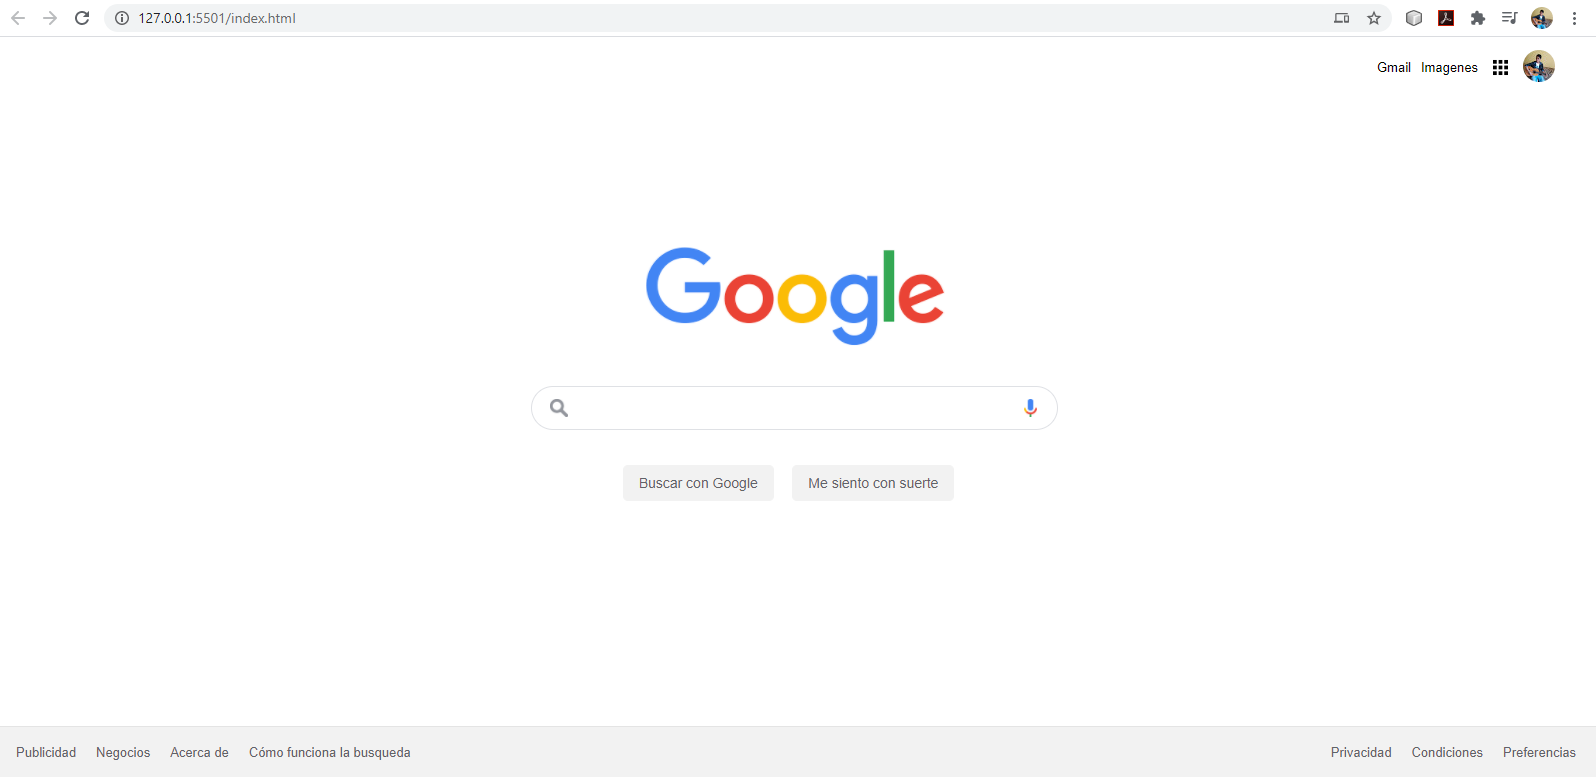 127.0.0.1:5501/index.html
Gmail Imagenes
Google
Buscar con Google Me siento con suerte
Publicidad Negocios Acerca de Cómo funciona la busqueda Privacidad Condiciones Preferencias